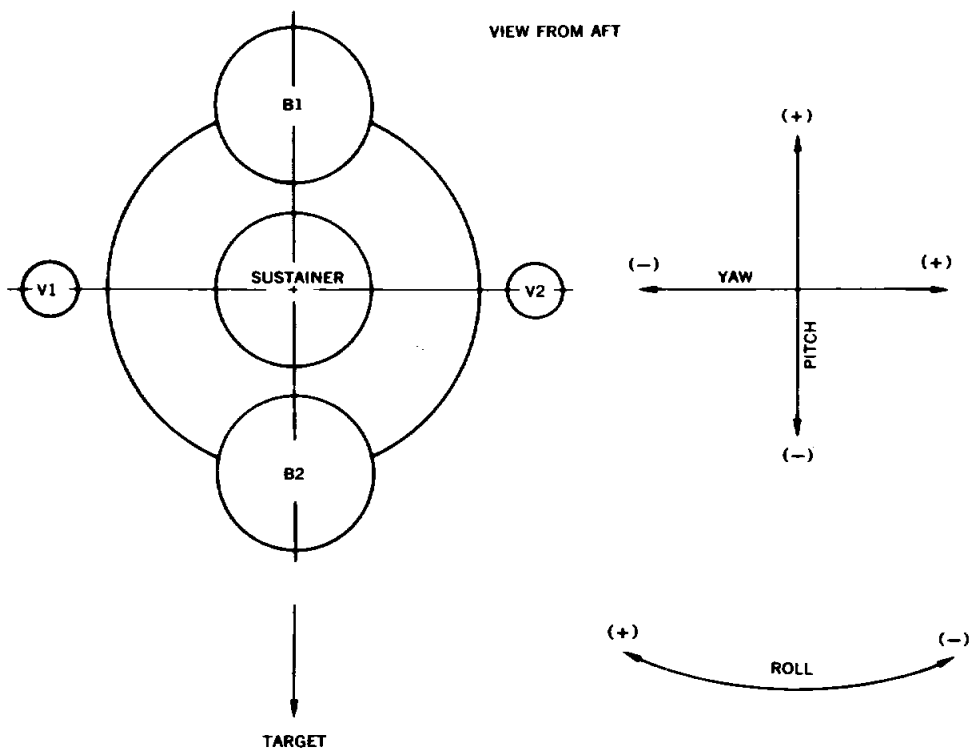 VIEW FROM AFT
B1
(+)
V1
SUSTAINER
V2
(-)
YAW
(+)
PITCH
(-)
B2
(+)
ROLL
(-)
TARGET